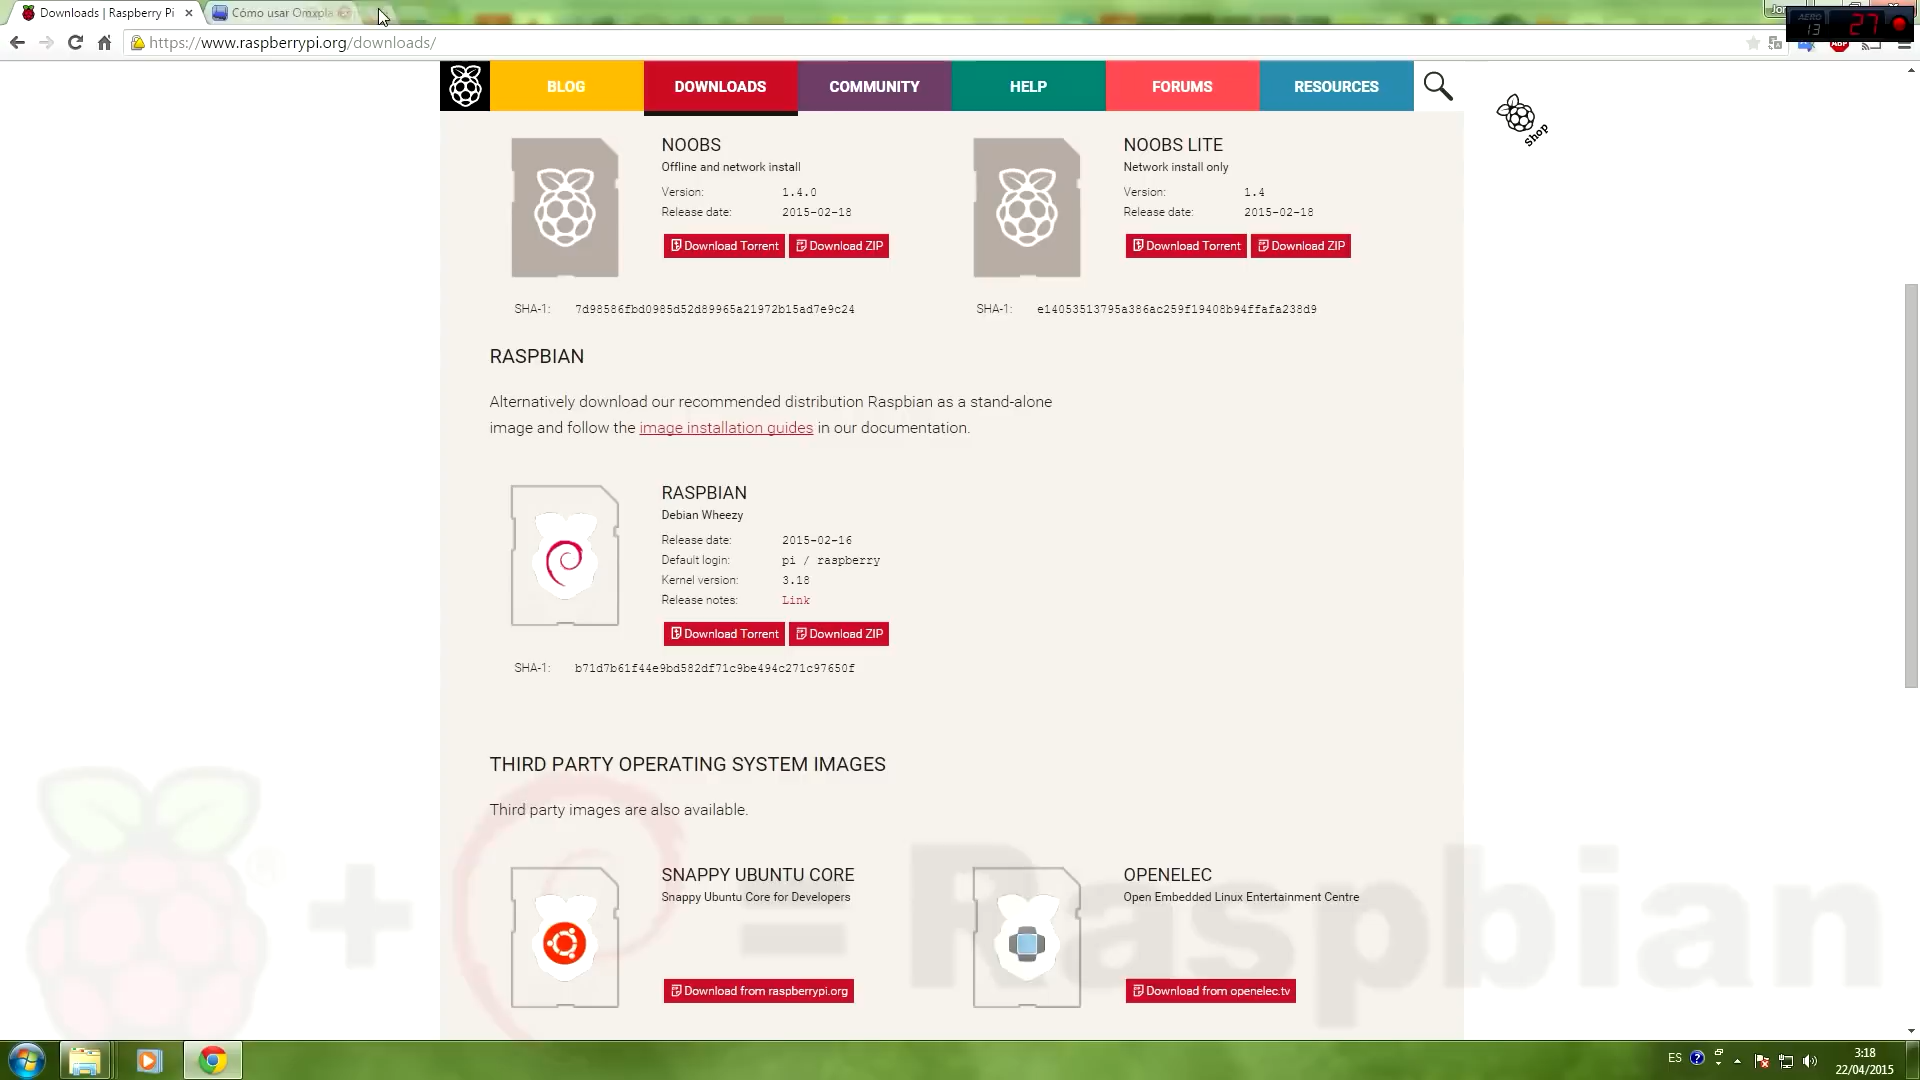 Downloads | Raspberry Pi
Cómo usar Omxpla
https://www.raspberrypi.org/downloads/
AERO
13
27
BLOG
DOWNLOADS
COMMUNITY
HELP
FORUMS
RESOURCES
shop
NOOBS
Offline and network install
Version: 1.4.0
Release date: 2015-02-18
Download Torrent
Download ZIP
SHA-1: 7d98586fbd0985d52d89965a21972b15ad7e9c24
NOOBS LITE
Network install only
Version: 1.4
Release date: 2015-02-18
Download Torrent
Download ZIP
SHA-1: e14053513795a386ac259f19408b94ffafa238d9
RASPBIAN
Alternatively download our recommended distribution Raspbian as a stand-alone
image and follow the image installation guides in our documentation.
RASPBIAN
Debian Wheezy
Release date: 2015-02-16
Default login: pi / raspberry
Kernel version: 3.18
Release notes: Link
Download Torrent
Download ZIP
SHA-1: b71d7b61f44e9bd582df71c9be494c271c97650f
THIRD PARTY OPERATING SYSTEM IMAGES
Third party images are also available.
SNAPPY UBUNTU CORE
Snappy Ubuntu Core for Developers
Download from raspberrypi.org
OPENELEC
Open Embedded Linux Entertainment Centre
Download from openelec.tv
+ = Raspbian
ES
3:18
22/04/2015